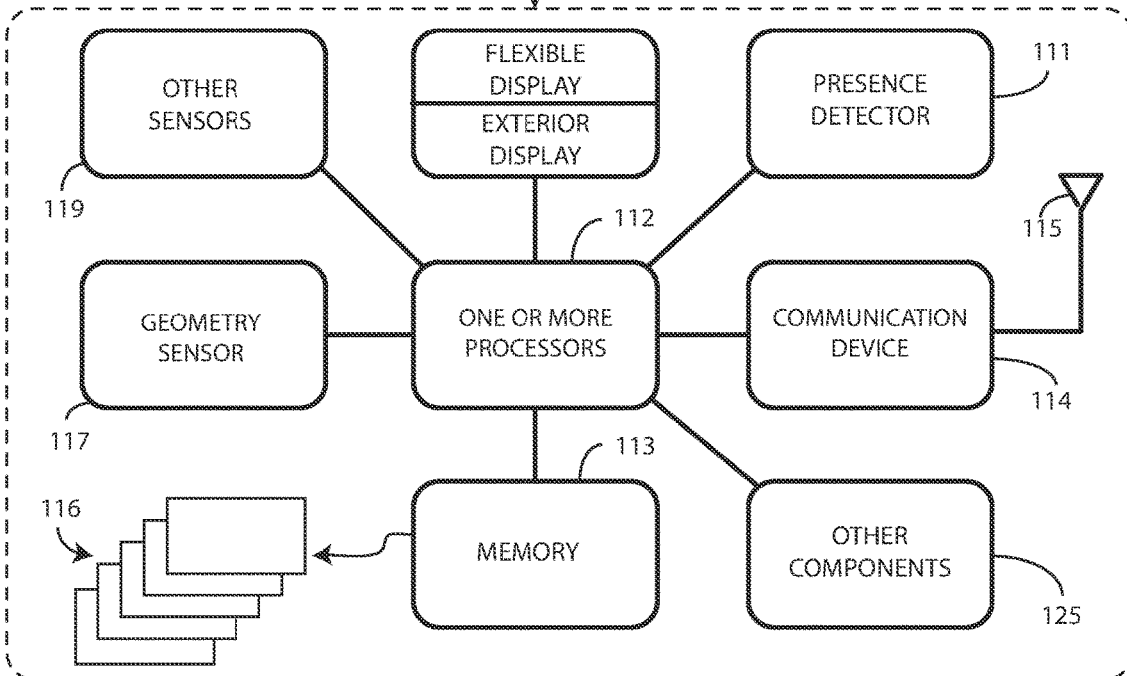 OTHER
SENSORS
119
FLEXIBLE
DISPLAY
EXTERIOR
DISPLAY
PRESENCE
DETECTOR
111
115
GEOMETRY
SENSOR
117
112
ONE OR MORE
PROCESSORS
COMMUNICATION
DEVICE
114
116
113
MEMORY
OTHER
COMPONENTS
125